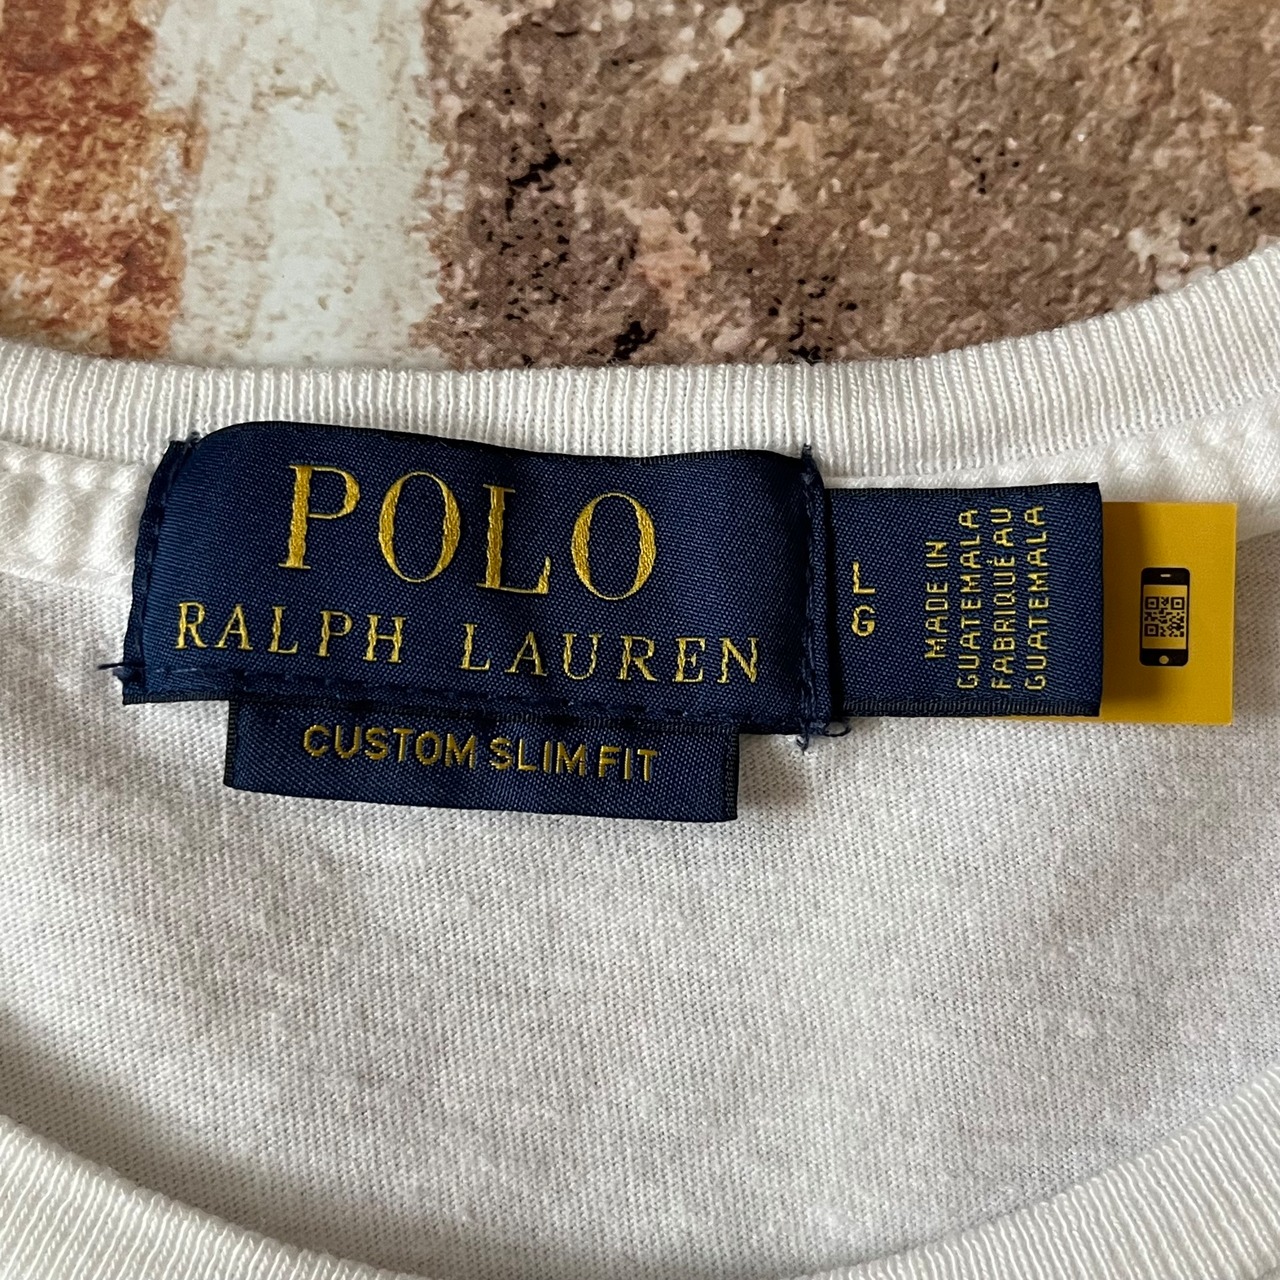 POLO
RALPH LAUREN
CUSTOM SLIM FIT
L
G
MADE IN
GUATEMALA
FABRIQUÉ AU
GUATEMALA